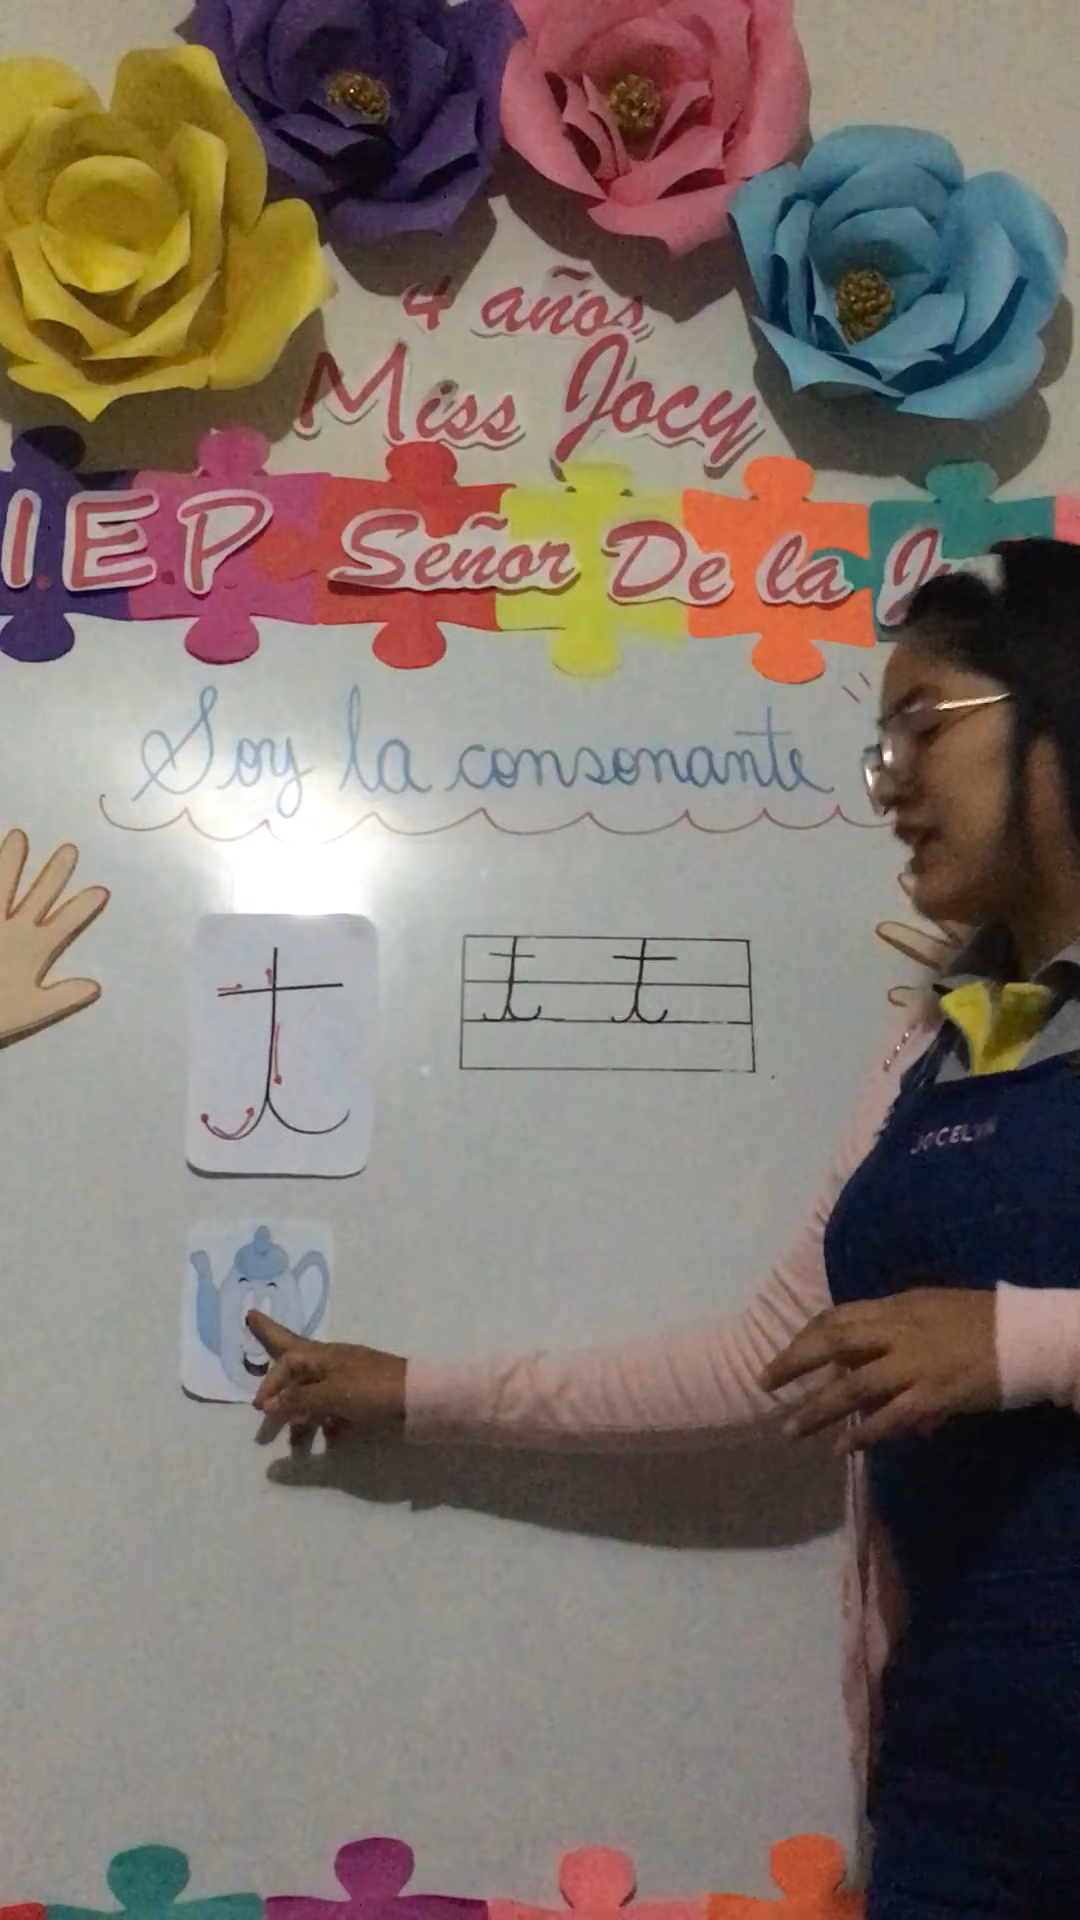 4 años
Miss Jocy
IEP Señor De la
Soy la consonante
t
t t
JOCELYN